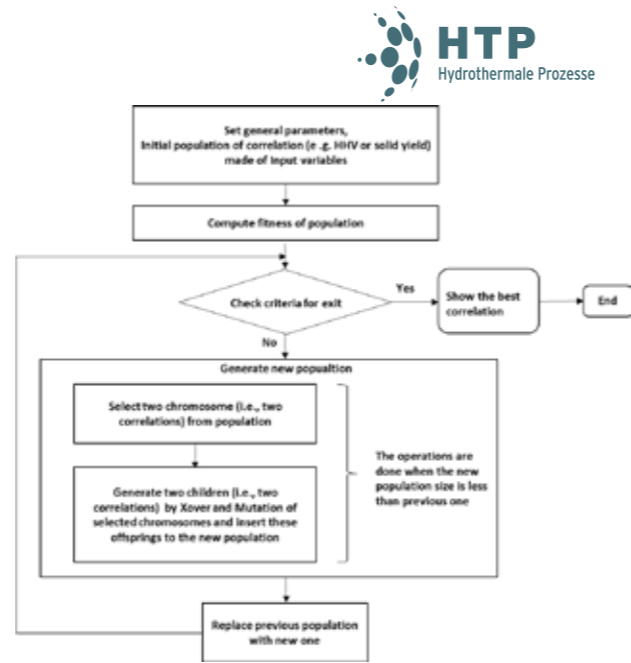 HTP
Hydrothermale Prozesse
Set general parameters,
Initial population of correlation (e .g. HHV or solid yield)
made of Input variables
Compute fitness of population
Check criteria for exit
Yes
Show the best
correlation
End
No
Generate new popualtion
Select two chromosome (i.e., two
correlations) from population
Generate two children (i.e., two
correlations) by Xover and Mutation of
selected chromosomes and insert these
offsprings to the new population
The operations are
done when the new
population size is less
than previous one
Replace previous population
with new one